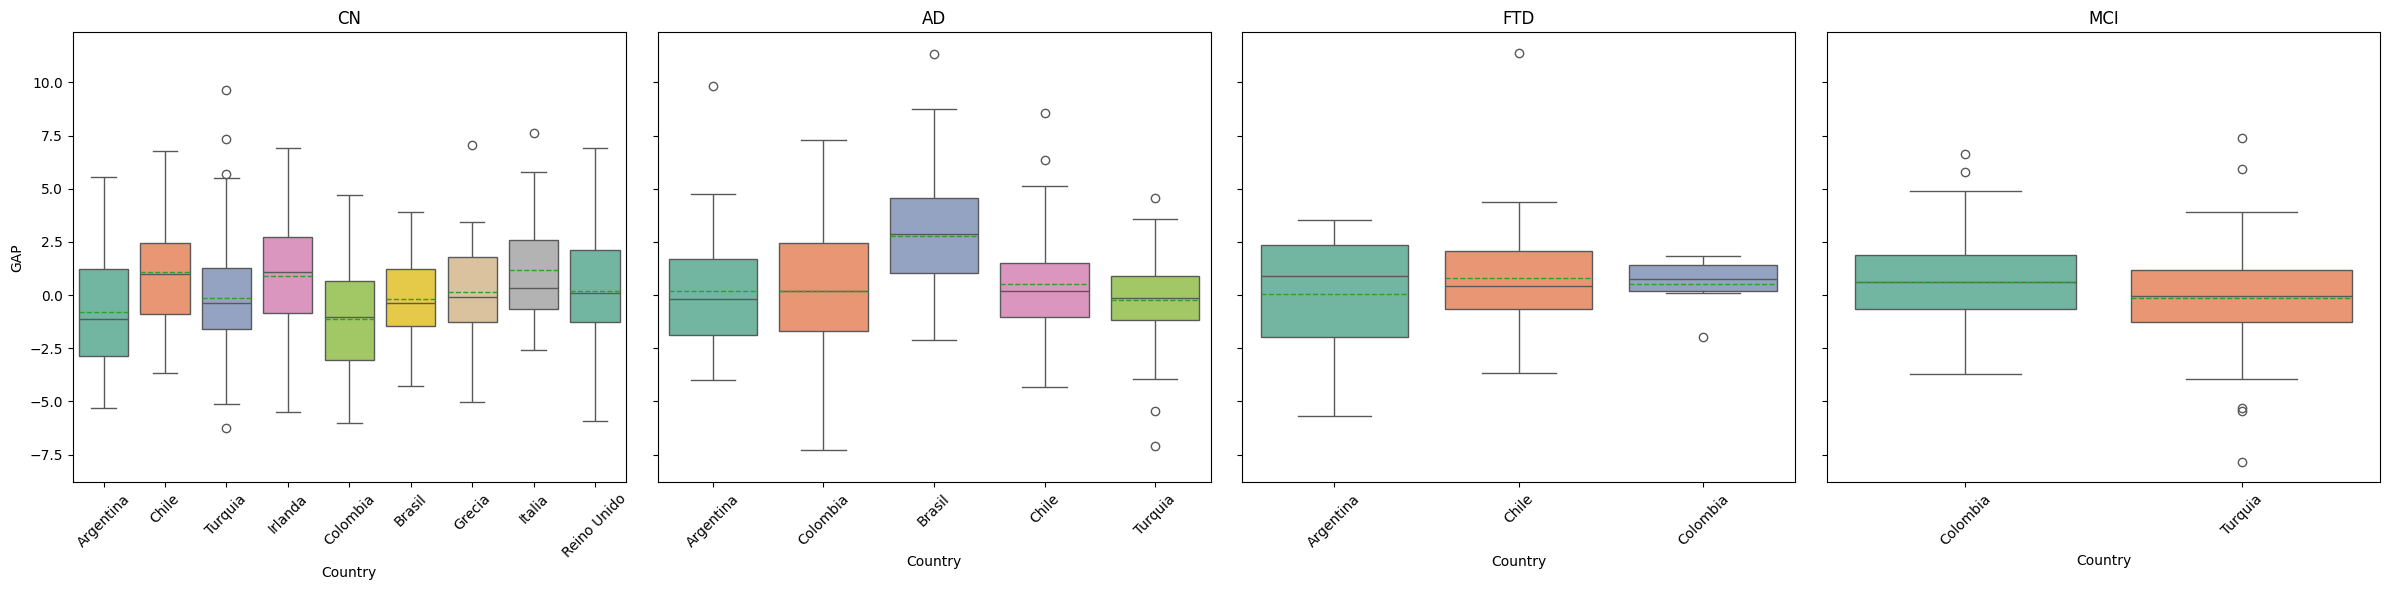 CN
AD
FTD
MCI
GAP
10.0
7.5
5.0
2.5
0.0
−2.5
−5.0
−7.5
Argentina
Chile
Turquia
Irlanda
Colombia
Brasil
Grecia
Italia
Reino Unido
Country
Argentina
Colombia
Brasil
Chile
Turquia
Country
Argentina
Chile
Colombia
Country
Colombia
Turquia
Country